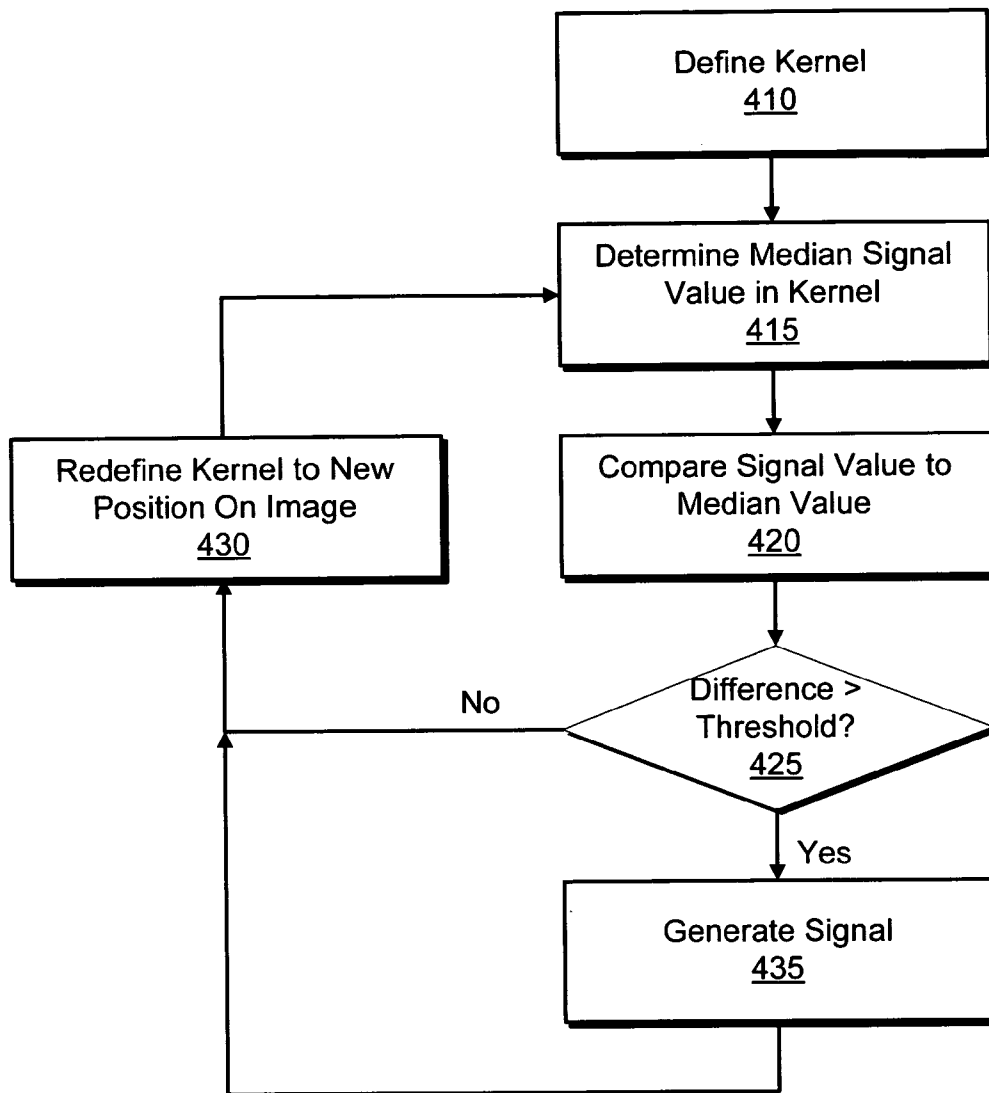 Define Kernel
410
Determine Median Signal
Value in Kernel
415
Redefine Kernel to New
Position On Image
430
Compare Signal Value to
Median Value
420
Difference >
Threshold?
425
No
Yes
Generate Signal
435